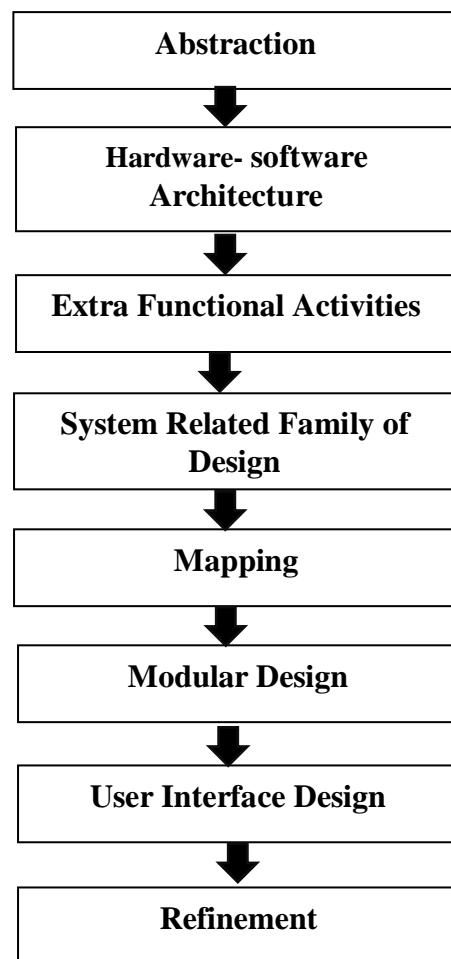 Abstraction
Hardware- software
Architecture
Extra Functional Activities
System Related Family of
Design
Mapping
Modular Design
User Interface Design
Refinement